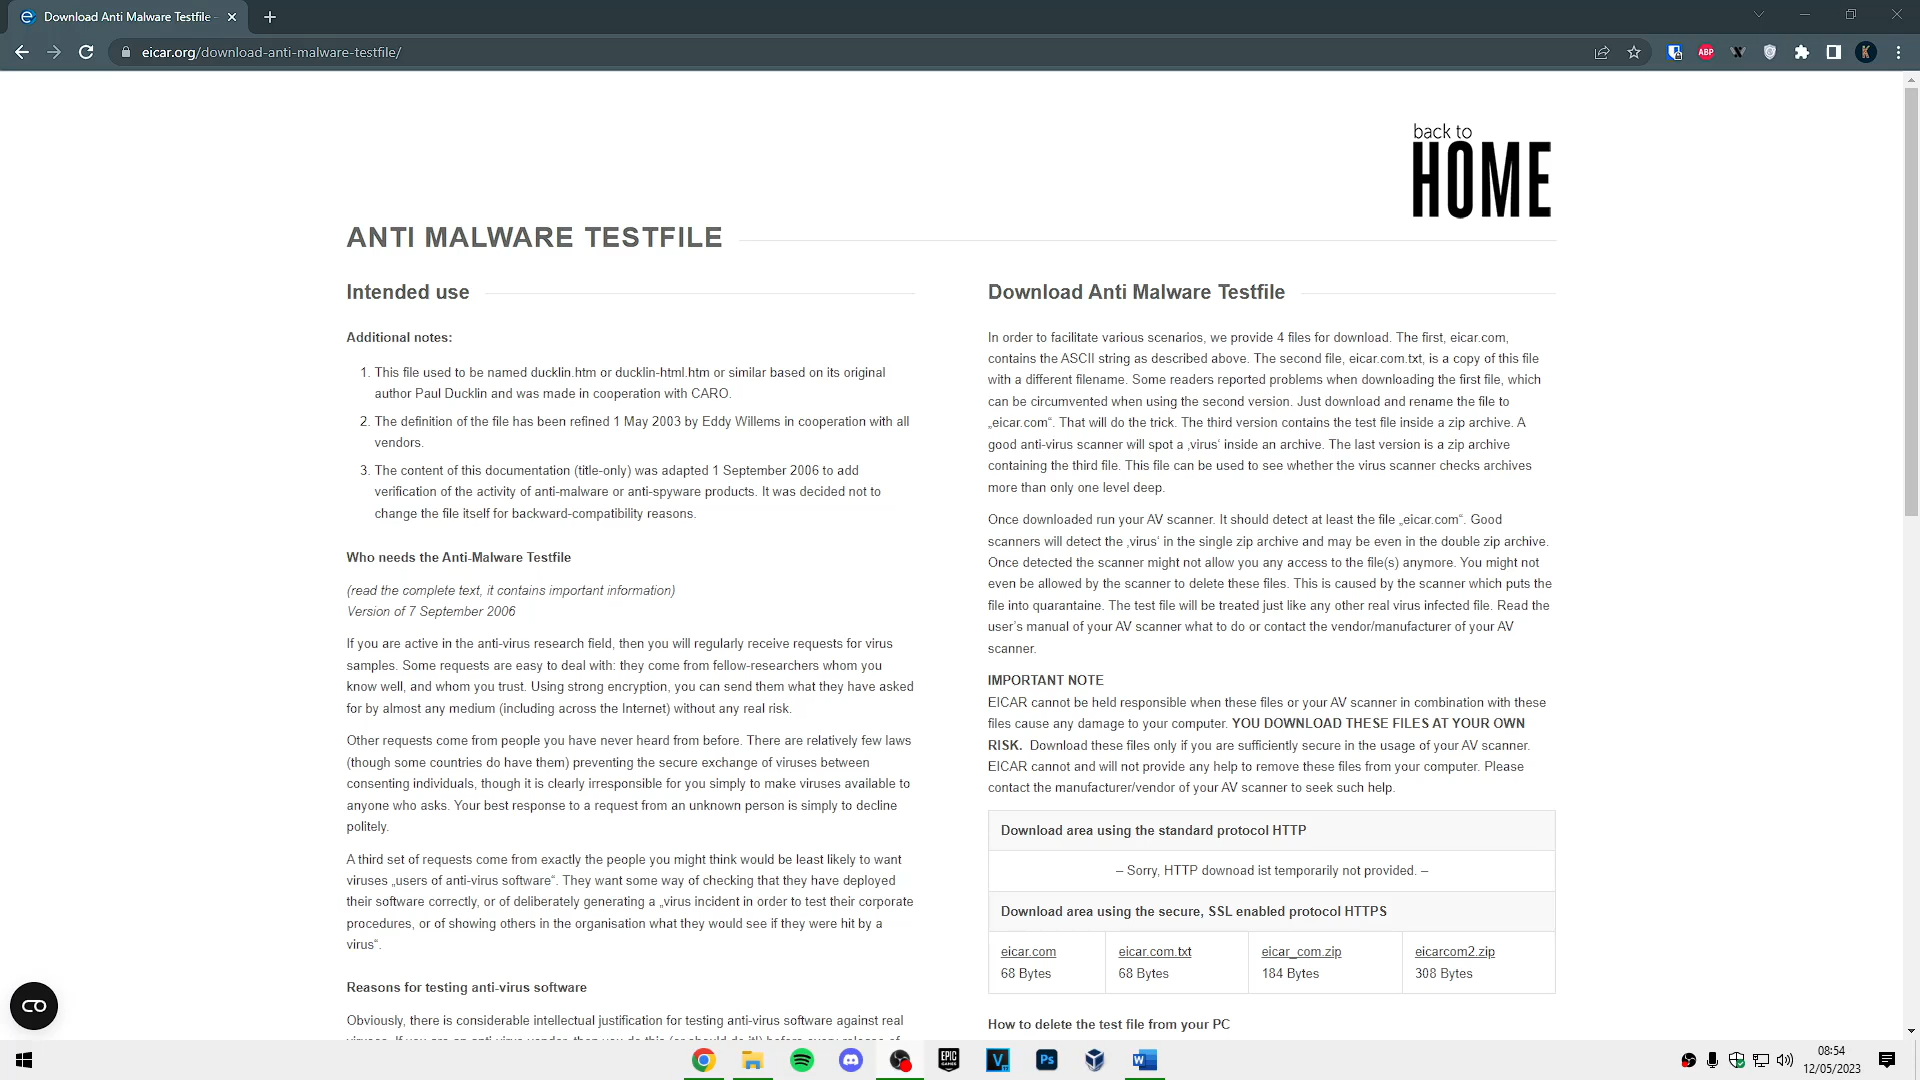 Download Anti Malware Testfile -
eicar.org/download-anti-malware-testfile/
ABP
K
back to
HOME
ANTI MALWARE TESTFILE
Intended use
Additional notes:
1. This file used to be named ducklin.htm or ducklin-html.htm or similar based on its original
author Paul Ducklin and was made in cooperation with CARO.
2. The definition of the file has been refined 1 May 2003 by Eddy Willems in cooperation with all
vendors.
3. The content of this documentation (title-only) was adapted 1 September 2006 to add
verification of the activity of anti-malware or anti-spyware products. It was decided not to
change the file itself for backward-compatibility reasons.
Who needs the Anti-Malware Testfile
(read the complete text, it contains important information)
Version of 7 September 2006
If you are active in the anti-virus research field, then you will regularly receive requests for virus
samples. Some requests are easy to deal with: they come from fellow-researchers whom you
know well, and whom you trust. Using strong encryption, you can send them what they have asked
for by almost any medium (including across the Internet) without any real risk.
Other requests come from people you have never heard from before. There are relatively few laws
(though some countries do have them) preventing the secure exchange of viruses between
consenting individuals, though it is clearly irresponsible for you simply to make viruses available to
anyone who asks. Your best response to a request from an unknown person is simply to decline
politely.
A third set of requests come from exactly the people you might think would be least likely to want
viruses „users of anti-virus software“. They want some way of checking that they have deployed
their software correctly, or of deliberately generating a „virus incident in order to test their corporate
procedures, or of showing others in the organisation what they would see if they were hit by a
virus“.
Reasons for testing anti-virus software
Obviously, there is considerable intellectual justification for testing anti-virus software against real
Download Anti Malware Testfile
In order to facilitate various scenarios, we provide 4 files for download. The first, eicar.com,
contains the ASCII string as described above. The second file, eicar.com.txt, is a copy of this file
with a different filename. Some readers reported problems when downloading the first file, which
can be circumvented when using the second version. Just download and rename the file to
„eicar.com“. That will do the trick. The third version contains the test file inside a zip archive. A
good anti-virus scanner will spot a ‚virus‘ inside an archive. The last version is a zip archive
containing the third file. This file can be used to see whether the virus scanner checks archives
more than only one level deep.
Once downloaded run your AV scanner. It should detect at least the file „eicar.com“. Good
scanners will detect the ‚virus‘ in the single zip archive and may be even in the double zip archive.
Once detected the scanner might not allow you any access to the file(s) anymore. You might not
even be allowed by the scanner to delete these files. This is caused by the scanner which puts the
file into quarantaine. The test file will be treated just like any other real virus infected file. Read the
user’s manual of your AV scanner what to do or contact the vendor/manufacturer of your AV
scanner.
IMPORTANT NOTE
EICAR cannot be held responsible when these files or your AV scanner in combination with these
files cause any damage to your computer. YOU DOWNLOAD THESE FILES AT YOUR OWN
RISK. Download these files only if you are sufficiently secure in the usage of your AV scanner.
EICAR cannot and will not provide any help to remove these files from your computer. Please
contact the manufacturer/vendor of your AV scanner to seek such help.
Download area using the standard protocol HTTP
– Sorry, HTTP downoad ist temporarily not provided. –
Download area using the secure, SSL enabled protocol HTTPS
eicar.com eicar.com.txt eicar_com.zip eicarcom2.zip
68 Bytes 68 Bytes 184 Bytes 308 Bytes
How to delete the test file from your PC
EPIC GAMES
V
Ps
W
08:54
12/05/2023